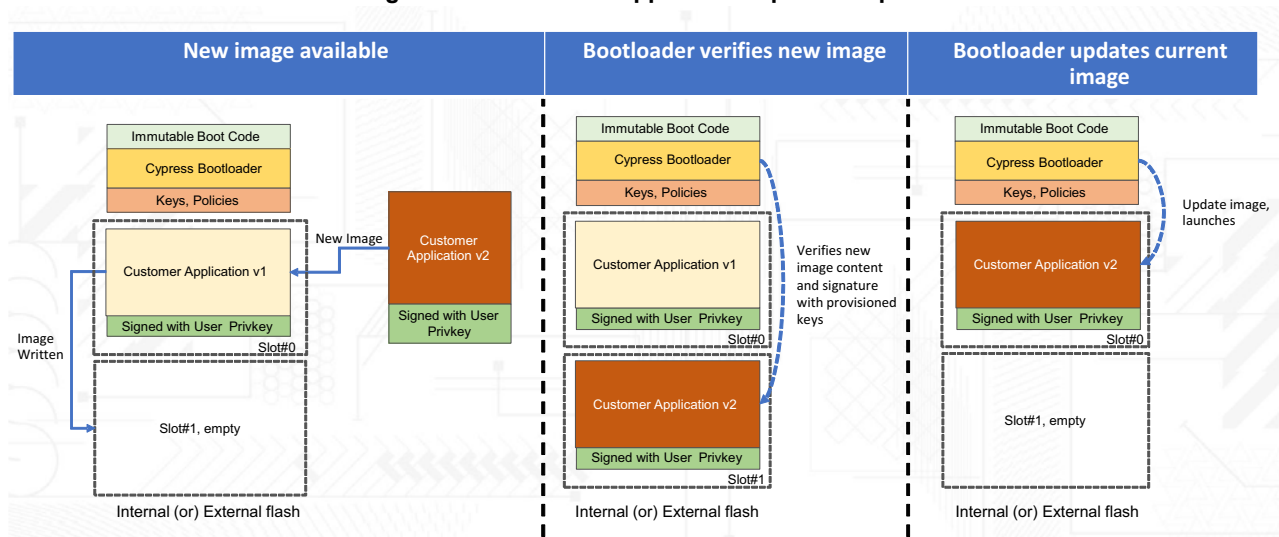 New image available
Bootloader verifies new image
Bootloader updates current
image
Immutable Boot Code
Cypress Bootloader
Keys, Policies
Customer Application v1
Signed with User Privkey
Slot#0
New Image
Customer
Application v2
Signed with User
Privkey
Image
Written
Slot#1, empty
Internal (or) External flash
Immutable Boot Code
Cypress Bootloader
Keys, Policies
Customer Application v1
Signed with User Privkey
Slot#0
Verifies new
image content
and signature
with provisioned
keys
Customer Application v2
Signed with User Privkey
Slot#1
Internal (or) External flash
Immutable Boot Code
Cypress Bootloader
Keys, Policies
Update image,
launches
Customer Application v2
Signed with User Privkey
Slot#0
Slot#1, empty
Internal (or) External flash